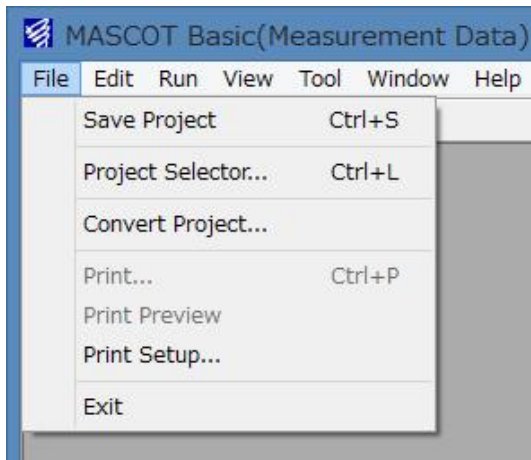 MASCOT Basic(Measurement Data)
File Edit Run View Tool Window Help
Save Project Ctrl+S
Project Selector... Ctrl+L
Convert Project...
Print... Ctrl+P
Print Preview
Print Setup...
Exit